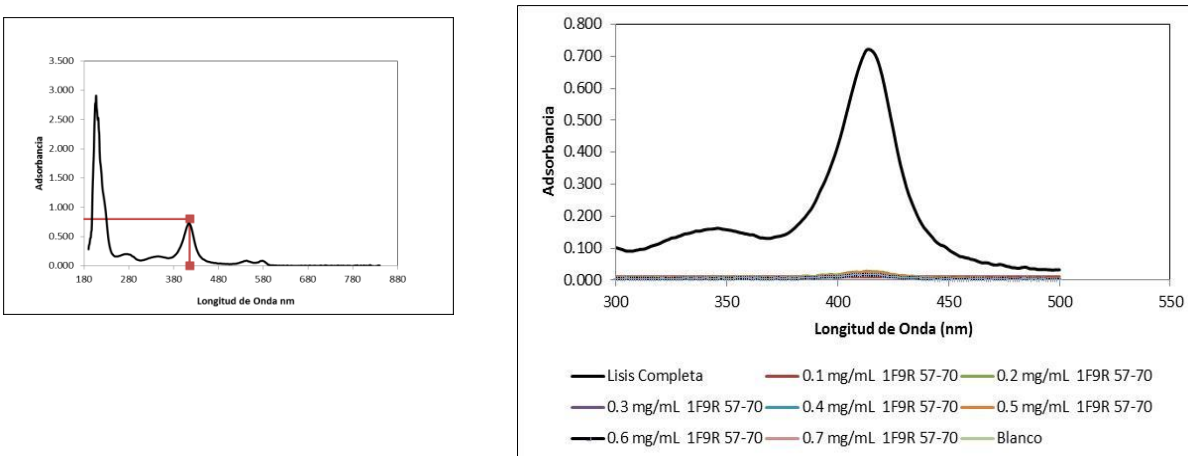 3.500
3.000
2.500
2.000
1.500
1.000
0.500
0.000
Adsorbancia
180 280 380 480 580 680 780 880
Longitud de Onda nm
0.800
0.700
0.600
0.500
0.400
0.300
0.200
0.100
0.000
Adsorbancia
300 350 400 450 500 550
Longitud de Onda (nm)
Lisis Completa 0.1 mg/mL 1F9R 57-70 0.2 mg/mL 1F9R 57-70
0.3 mg/mL 1F9R 57-70 0.4 mg/mL 1F9R 57-70 0.5 mg/mL 1F9R 57-70
0.6 mg/mL 1F9R 57-70 0.7 mg/mL 1F9R 57-70 Blanco